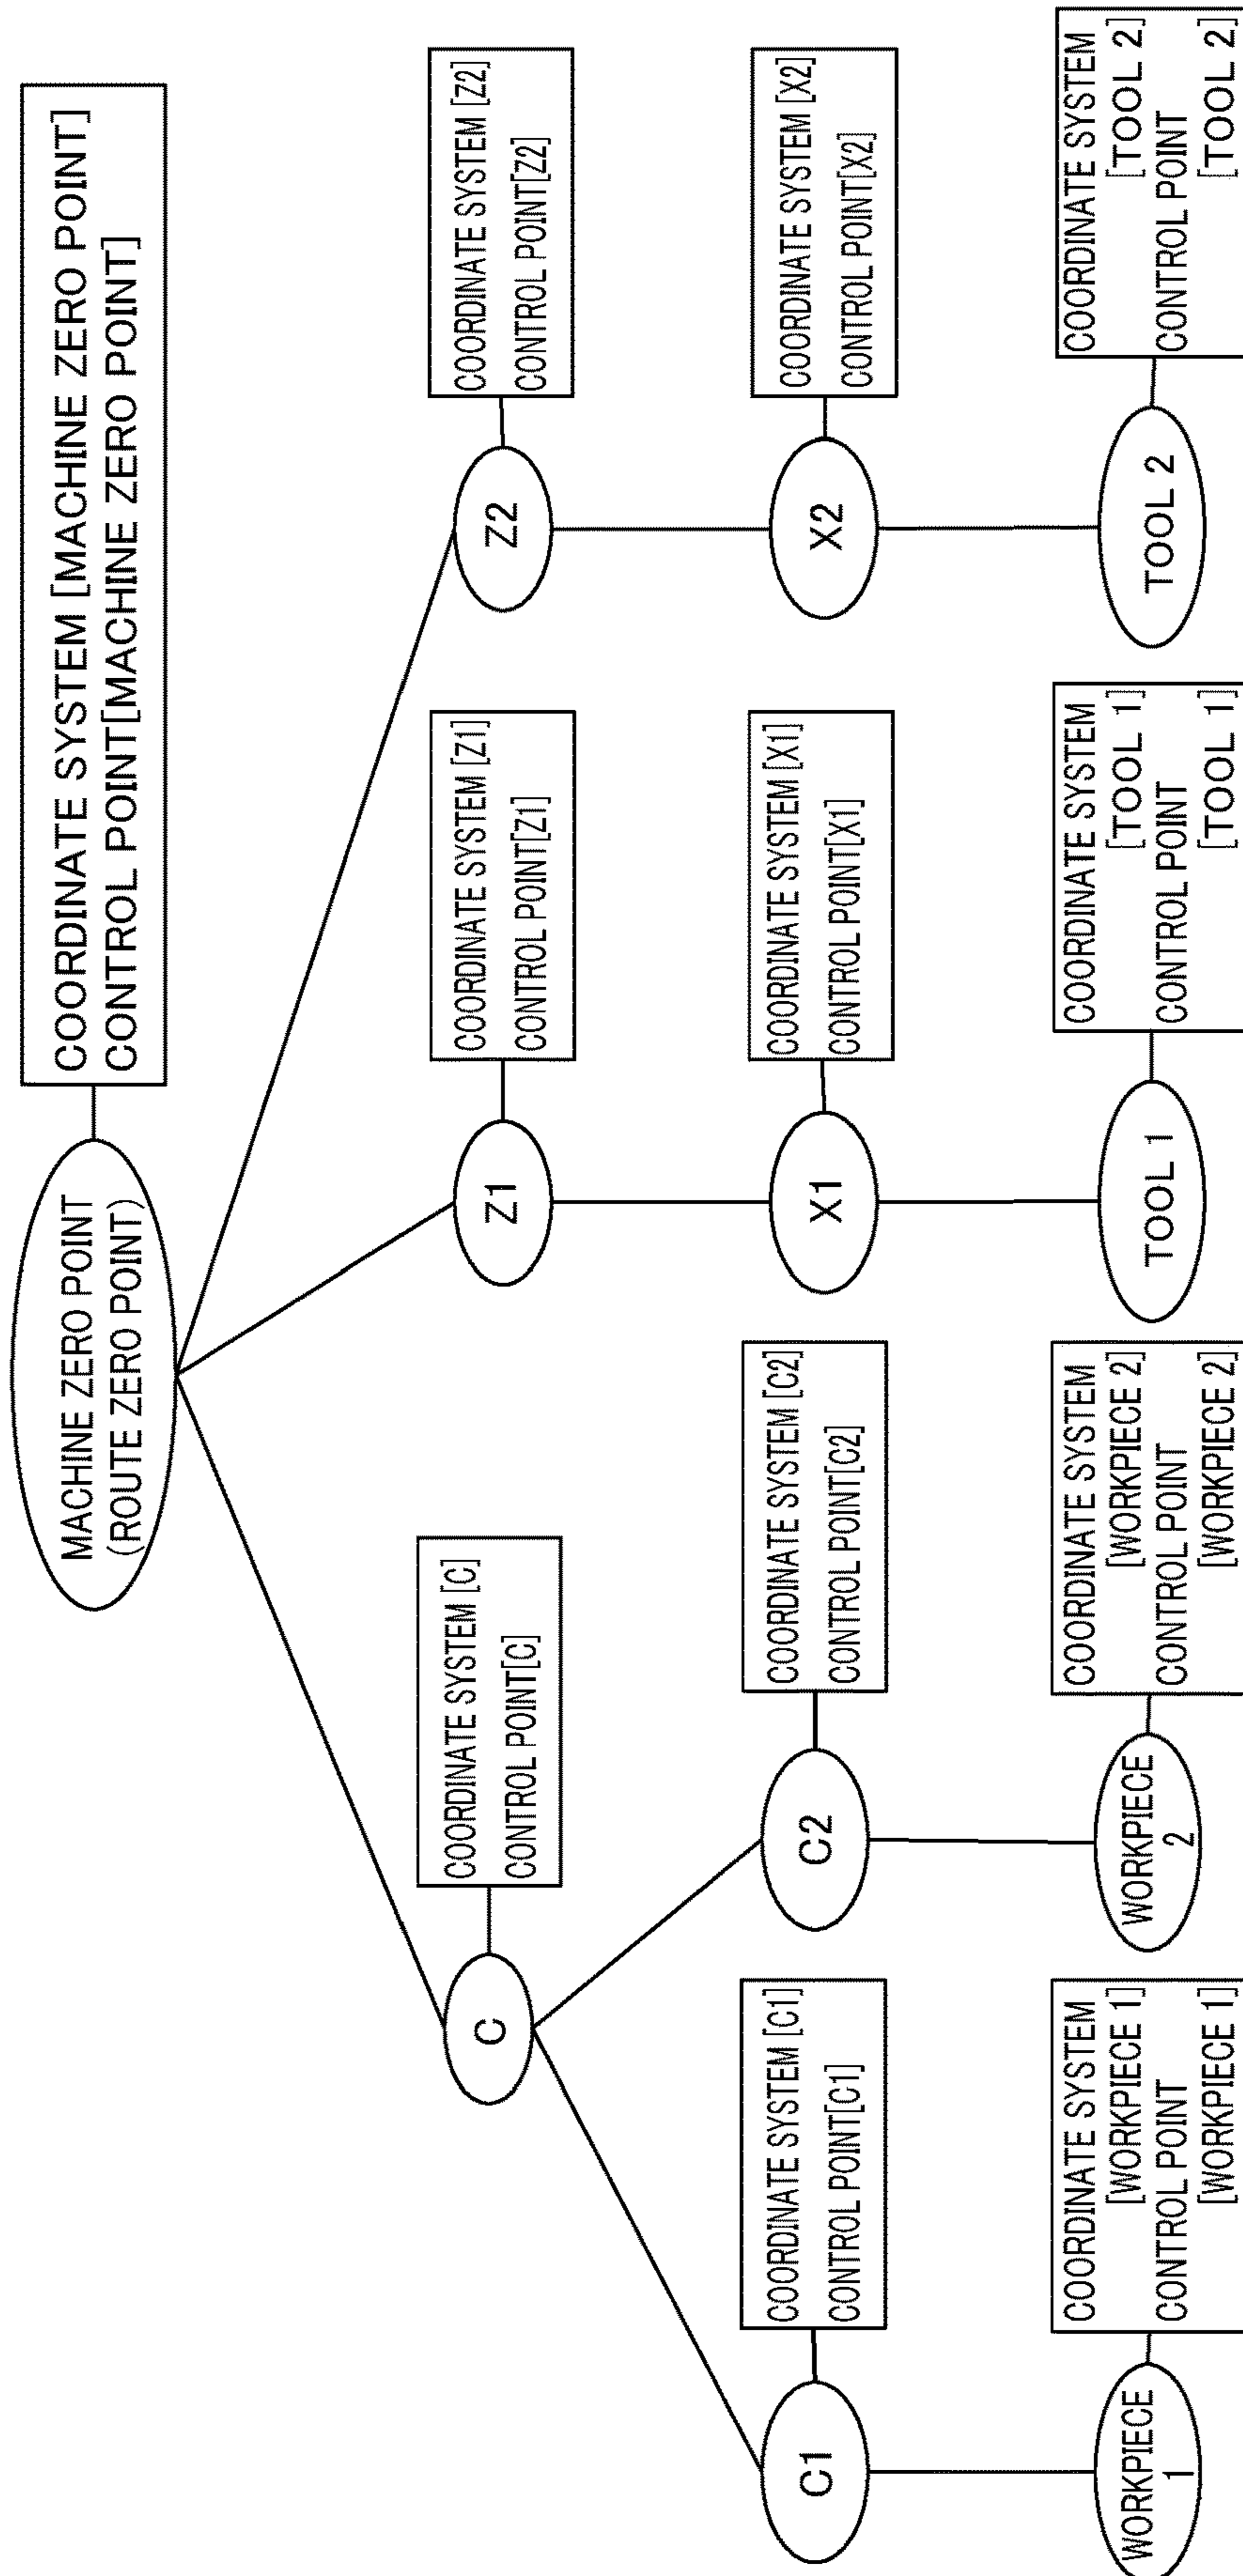 MACHINE ZERO POINT
(ROUTE ZERO POINT)
COORDINATE SYSTEM [MACHINE ZERO POINT]
CONTROL POINT[MACHINE ZERO POINT]
C
COORDINATE SYSTEM [C]
CONTROL POINT[C]
Z1
COORDINATE SYSTEM [Z1]
CONTROL POINT[Z1]
Z2
COORDINATE SYSTEM [Z2]
CONTROL POINT[Z2]
C1
COORDINATE SYSTEM [C1]
CONTROL POINT[C1]
C2
COORDINATE SYSTEM [C2]
CONTROL POINT[C2]
X1
COORDINATE SYSTEM [X1]
CONTROL POINT[X1]
X2
COORDINATE SYSTEM [X2]
CONTROL POINT[X2]
WORKPIECE
1
COORDINATE SYSTEM
[WORKPIECE 1]
CONTROL POINT
[WORKPIECE 1]
WORKPIECE
2
COORDINATE SYSTEM
[WORKPIECE 2]
CONTROL POINT
[WORKPIECE 2]
TOOL 1
COORDINATE SYSTEM
[TOOL 1]
CONTROL POINT
[TOOL 1]
TOOL 2
COORDINATE SYSTEM
[TOOL 2]
CONTROL POINT
[TOOL 2]